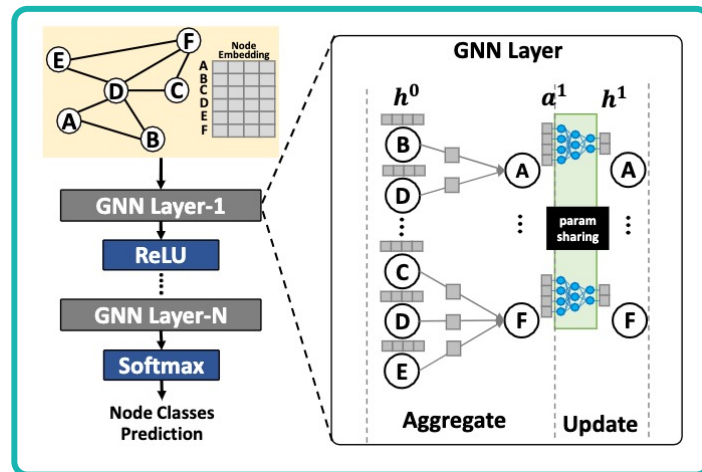 E
F
D
C
A
B
Node
Embedding
A
B
C
D
E
F
GNN Layer-1
ReLU
GNN Layer-N
Softmax
Node Classes
Prediction
GNN Layer
h⁰
a¹
h¹
B
D
A
A
param
sharing
C
D
F
F
E
Aggregate
Update